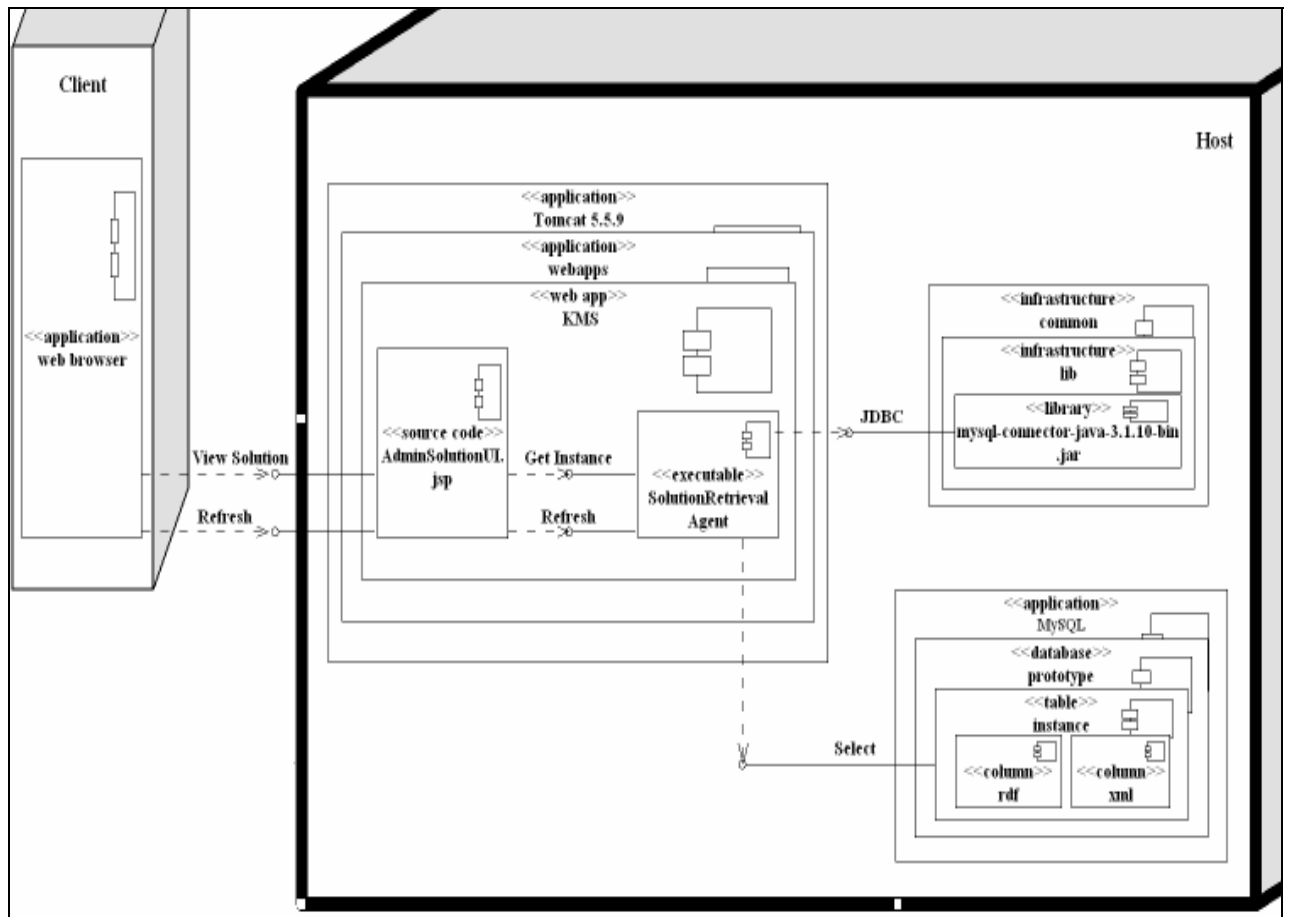 Client
<<application>>
web browser
View Solution
Refresh
Host
<<application>>
Tomcat 5.5.9
<<application>>
webapps
<<web app>>
KMS
<<source code>>
AdminSolutionUI.
jsp
Get Instance
Refresh
<<executable>>
SolutionRetrieval
Agent
JDBC
<<infrastructure>>
common
<<infrastructure>>
lib
<<library>>
mysql-connector-java-3.1.10-bin
.jar
Select
<<application>>
MySQL
<<database>>
prototype
<<table>>
instance
<<column>>
rdf
<<column>>
xml